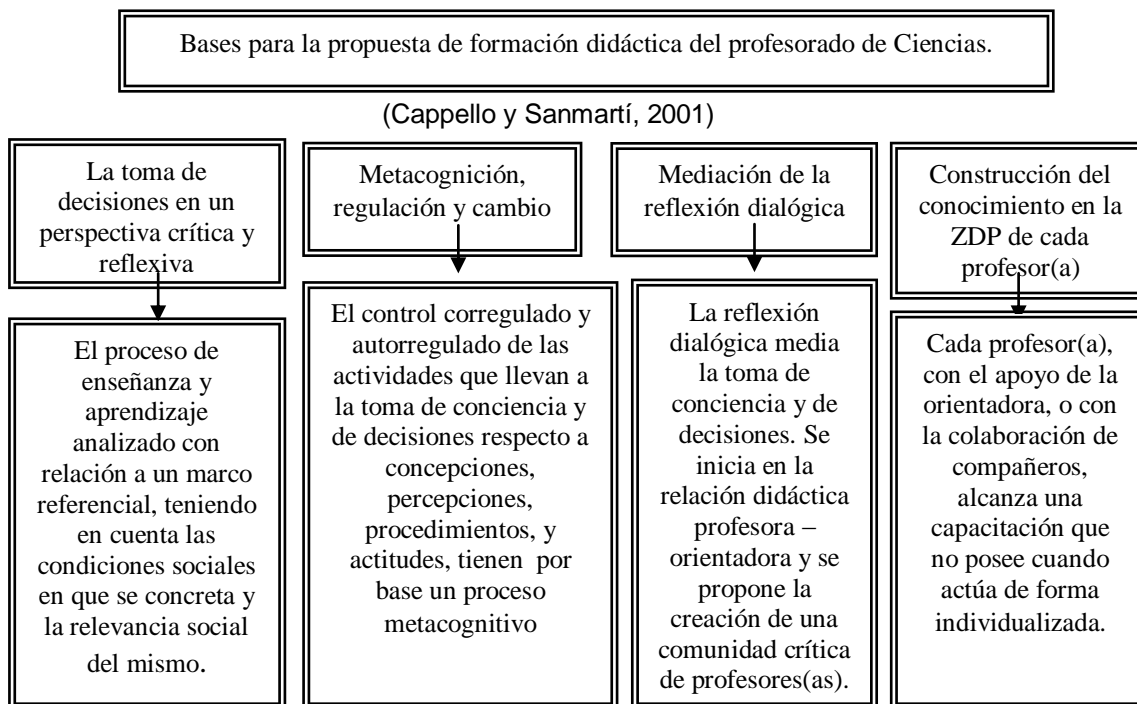 Bases para la propuesta de formación didáctica del profesorado de Ciencias.
(Cappello y Sanmartí, 2001)
La toma de
decisiones en un
perspectiva crítica y
reflexiva
Metacognición,
regulación y cambio
Mediación de la
reflexión dialógica
Construcción del
conocimiento en la
ZDP de cada
profesor(a)
El proceso de
enseñanza y
aprendizaje
analizado con
relación a un marco
referencial, teniendo
en cuenta las
condiciones sociales
en que se concreta y
la relevancia social
del mismo.
El control corregulado y
autorregulado de las
actividades que llevan a
la toma de conciencia y
de decisiones respecto a
concepciones,
percepciones,
procedimientos, y
actitudes, tienen por
base un proceso
metacognitivo
La reflexión
dialógica media
la toma de
conciencia y de
decisiones. Se
inicia en la
relación didáctica
profesora –
orientadora y se
propone la
creación de una
comunidad crítica
de profesores(as).
Cada profesor(a),
con el apoyo de la
orientadora, o con
la colaboración de
compañeros,
alcanza una
capacitación que
no posee cuando
actúa de forma
individualizada.